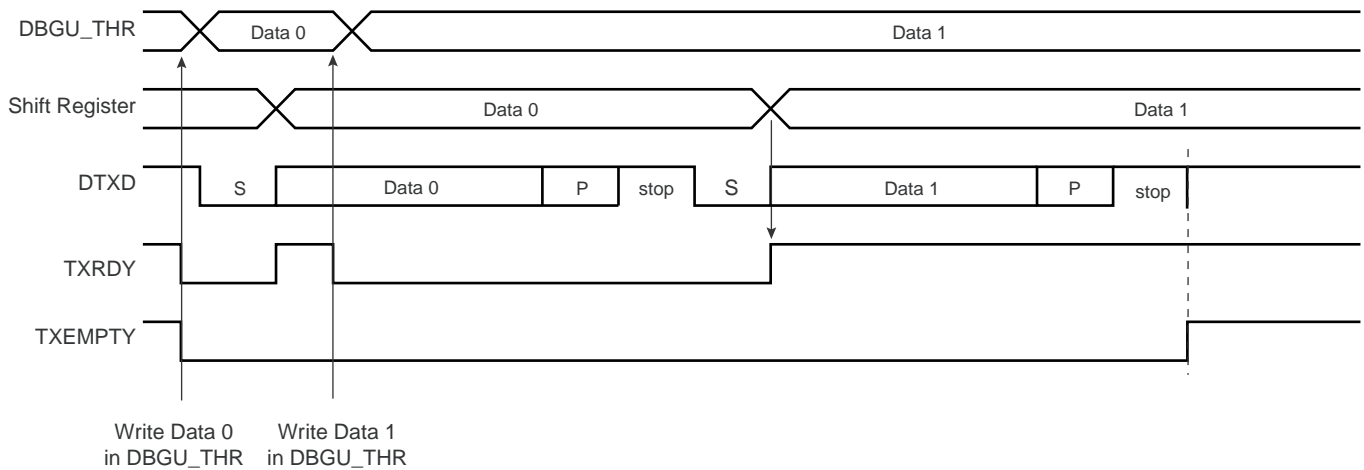 DBGU_THR
Data 0
Data 1
Shift Register
Data 0
Data 1
DTXD
S
Data 0
P
stop
S
Data 1
P
stop
TXRDY
TXEMPTY
Write Data 0
in DBGU_THR
Write Data 1
in DBGU_THR